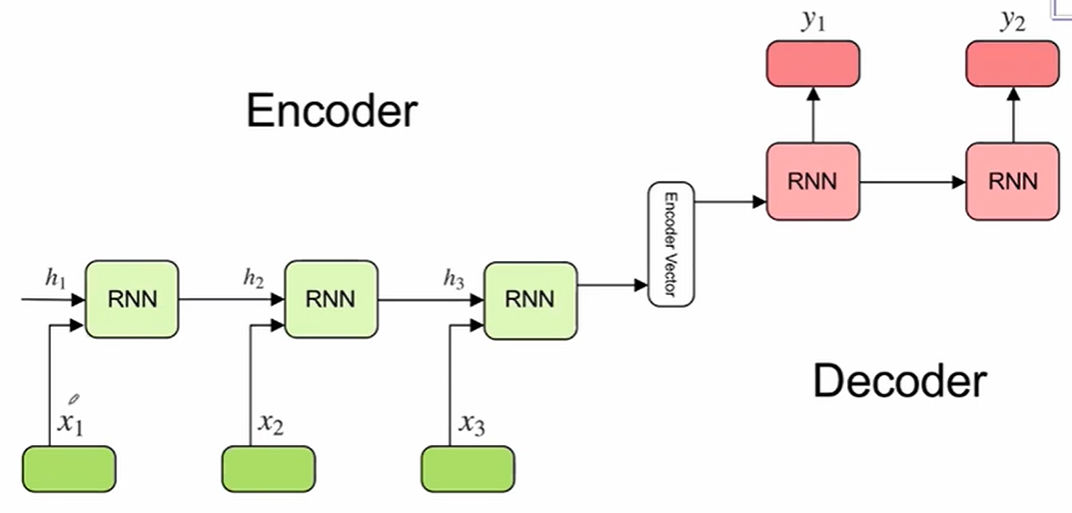 y1
y2
Encoder
RNN
RNN
Encoder Vector
h1
RNN
h2
RNN
h3
RNN
Decoder
x1
x2
x3